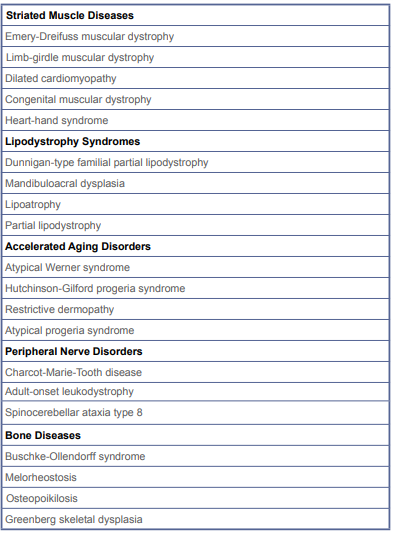 Striated Muscle Diseases
Emery-Dreifuss muscular dystrophy
Limb-girdle muscular dystrophy
Dilated cardiomyopathy
Congenital muscular dystrophy
Heart-hand syndrome
Lipodystrophy Syndromes
Dunnigan-type familial partial lipodystrophy
Mandibuloacral dysplasia
Lipoatrophy
Partial lipodystrophy
Accelerated Aging Disorders
Atypical Werner syndrome
Hutchinson-Gilford progeria syndrome
Restrictive dermopathy
Atypical progeria syndrome
Peripheral Nerve Disorders
Charcot-Marie-Tooth disease
Adult-onset leukodystrophy
Spinocerebellar ataxia type 8
Bone Diseases
Buschke-Ollendorff syndrome
Melorheostosis
Osteopoikilosis
Greenberg skeletal dysplasia